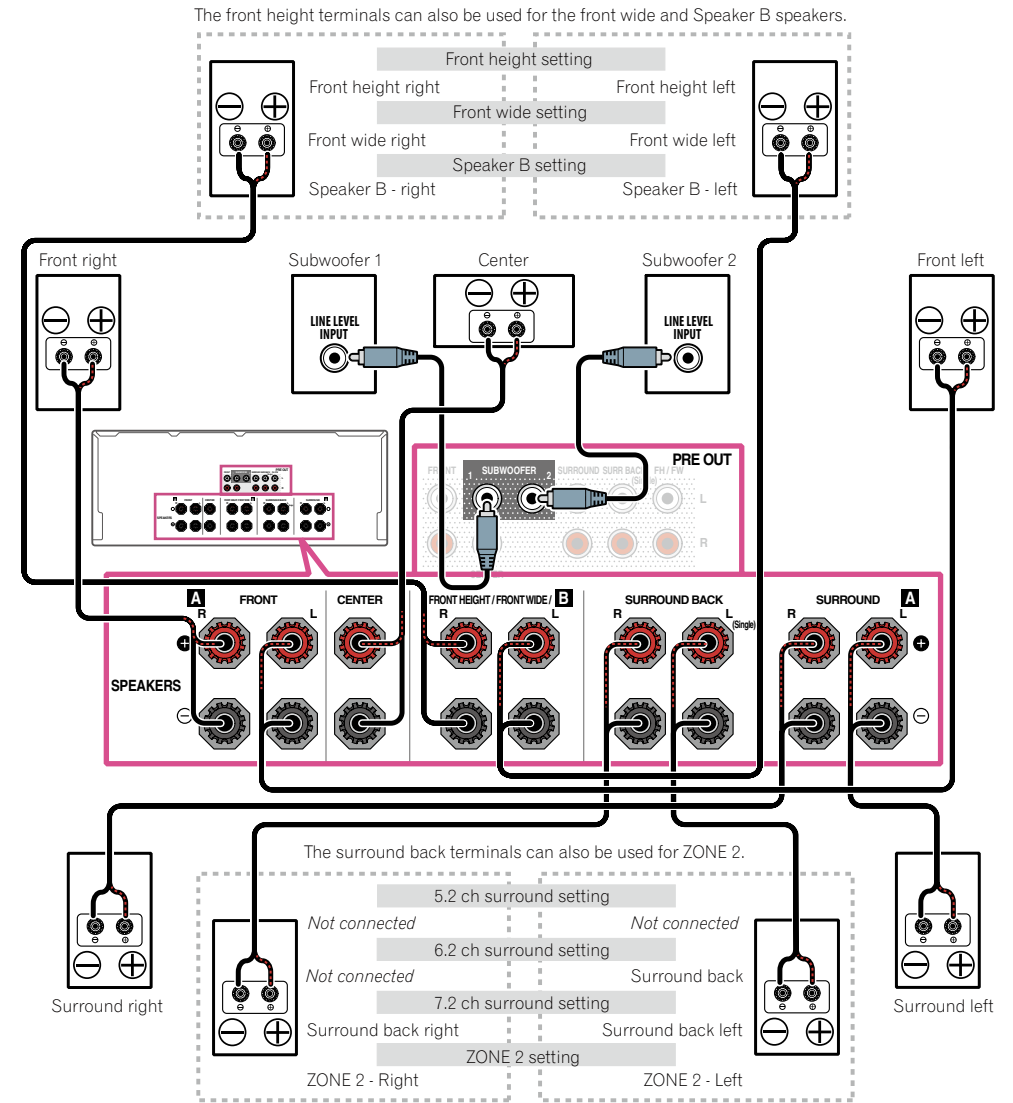 The front height terminals can also be used for the front wide and Speaker B speakers.
Front height setting
Front height right
Front height left
Front wide setting
Front wide right
Front wide left
Speaker B setting
Speaker B - right
Speaker B - left
Front right
Subwoofer 1
Center
Subwoofer 2
Front left
LINE LEVEL
INPUT
LINE LEVEL
INPUT
PRE OUT
FRONT
SUBWOOFER
1
2
SURROUND
SURR BACK
(Single)
FH / FW
L
R
PRE OUT
SPEAKERS
A
FRONT
R
L
CENTER
FRONT HEIGHT / FRONT WIDE / B
R
L
SURROUND BACK
R
L
(Single)
SURROUND
A
R
L
SPEAKERS
The surround back terminals can also be used for ZONE 2.
5.2 ch surround setting
Not connected
Not connected
6.2 ch surround setting
Not connected
Surround back
7.2 ch surround setting
Surround back right
Surround back left
ZONE 2 setting
ZONE 2 - Right
ZONE 2 - Left
Surround right
Surround left